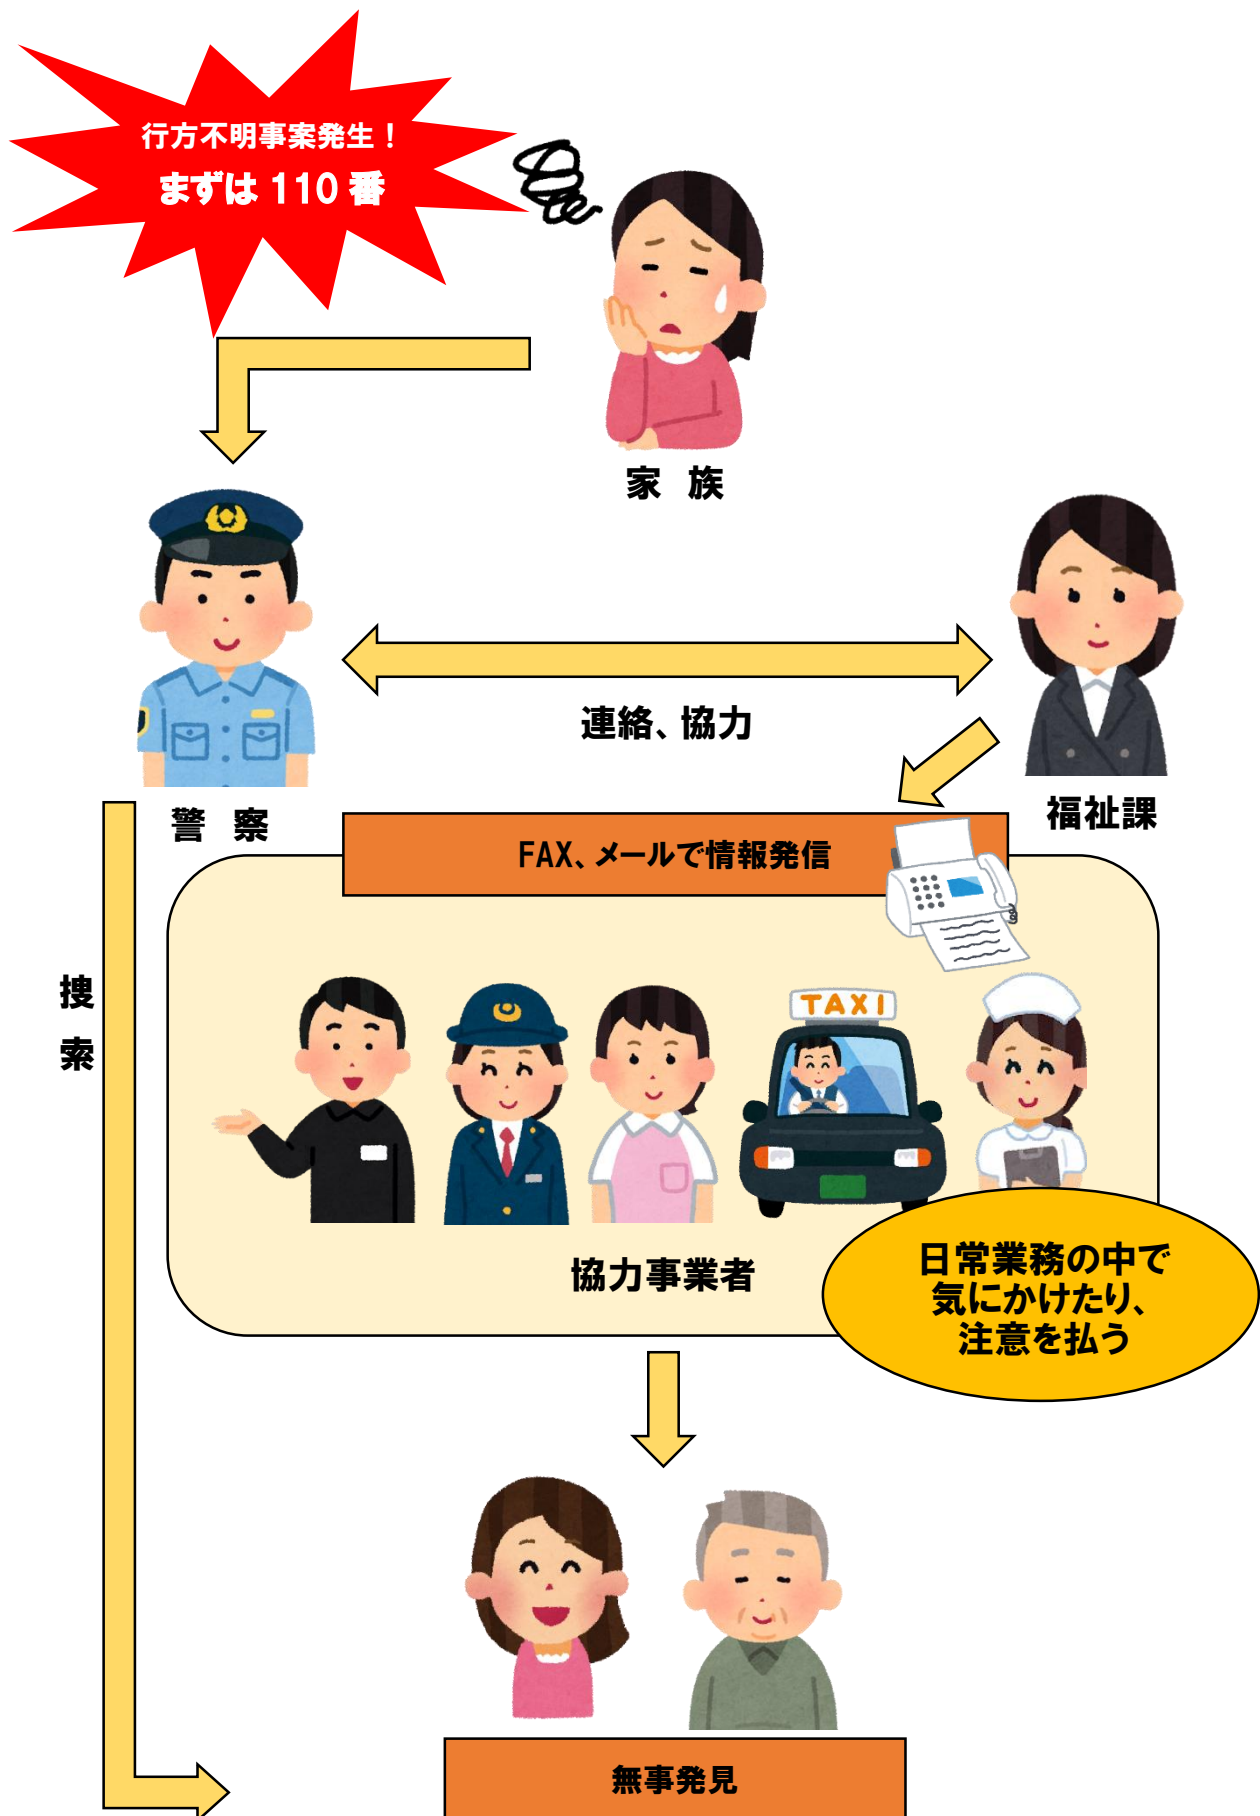 行方不明事案発生！
まずは 110 番
家　族
連絡、協力
警　察
福祉課
FAX、メールで情報発信
捜
索
TAXI
協力事業者
日常業務の中で
気にかけたり、
注意を払う
無事発見